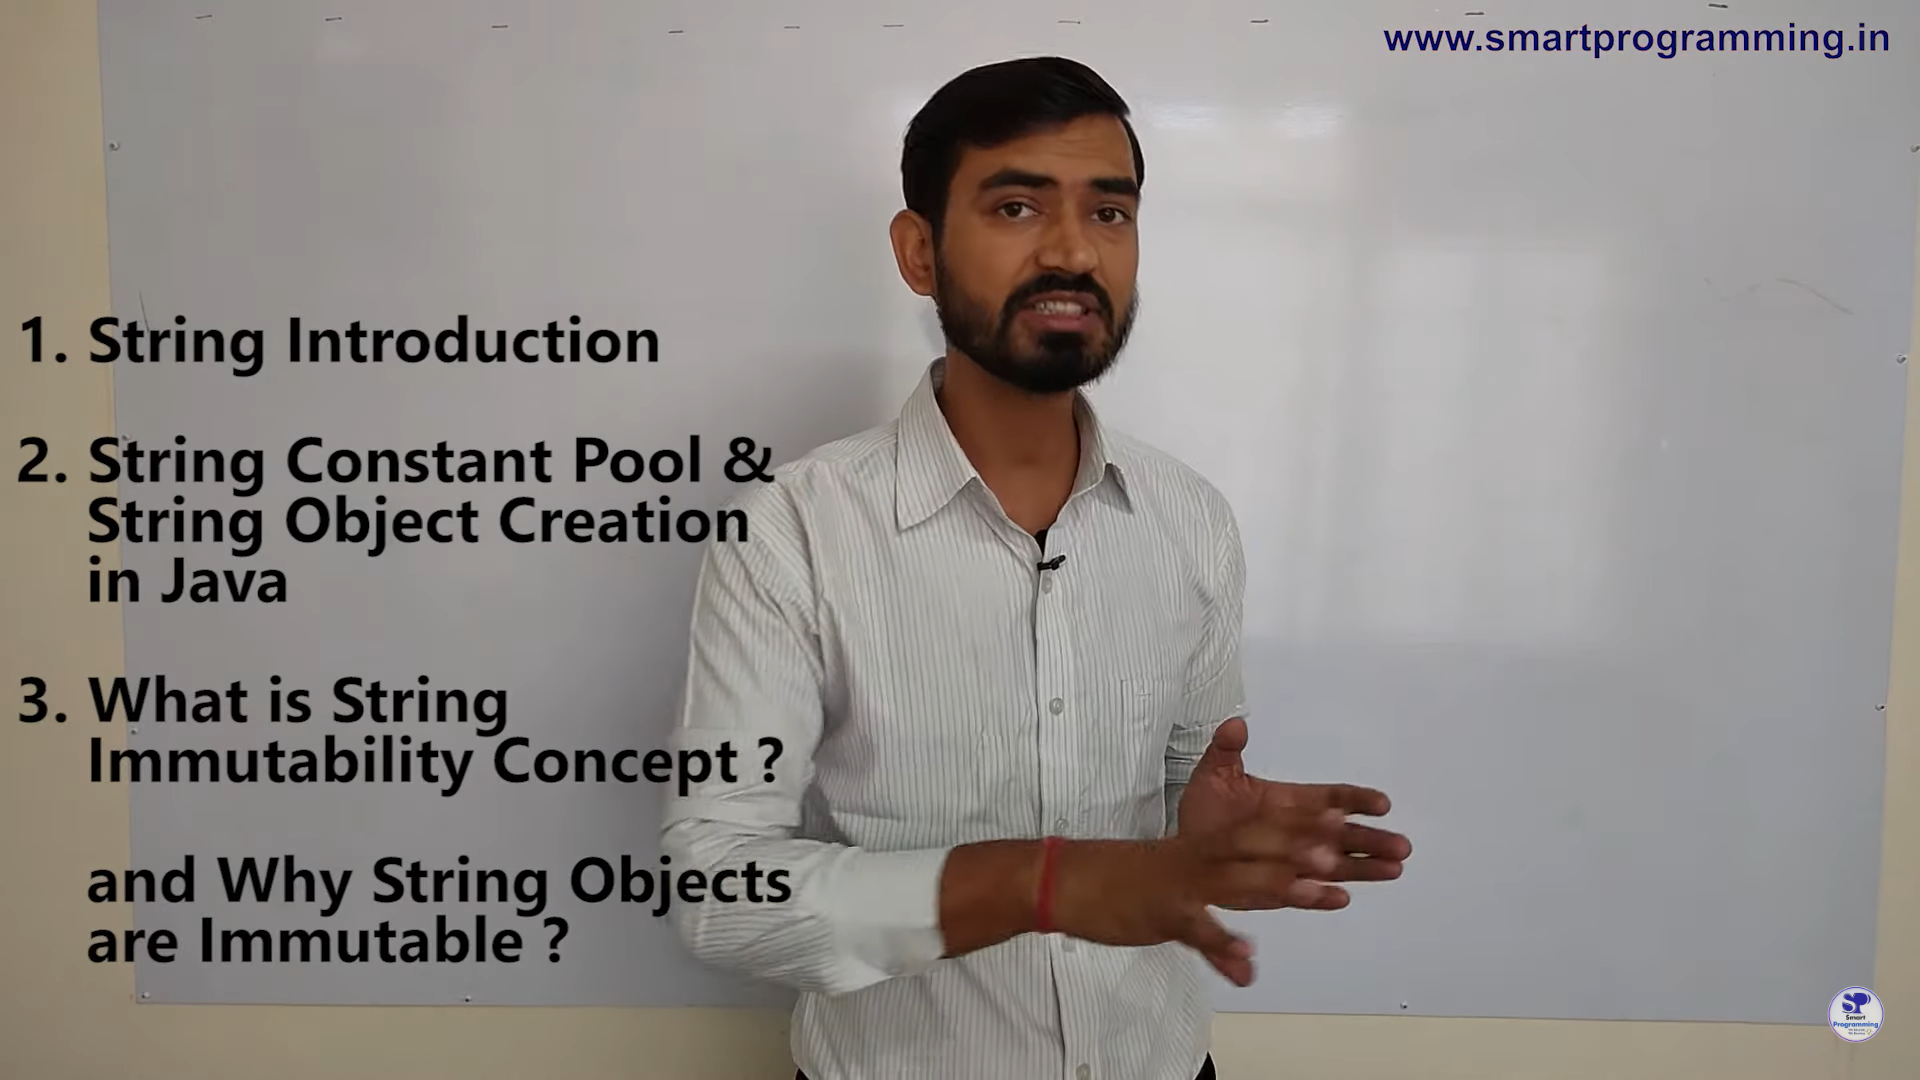 www.smartprogramming.in
1. String Introduction
2. String Constant Pool &
String Object Creation
in Java
3. What is String
Immutability Concept ?
and Why String Objects
are Immutable ?
SP
Smart
Programming